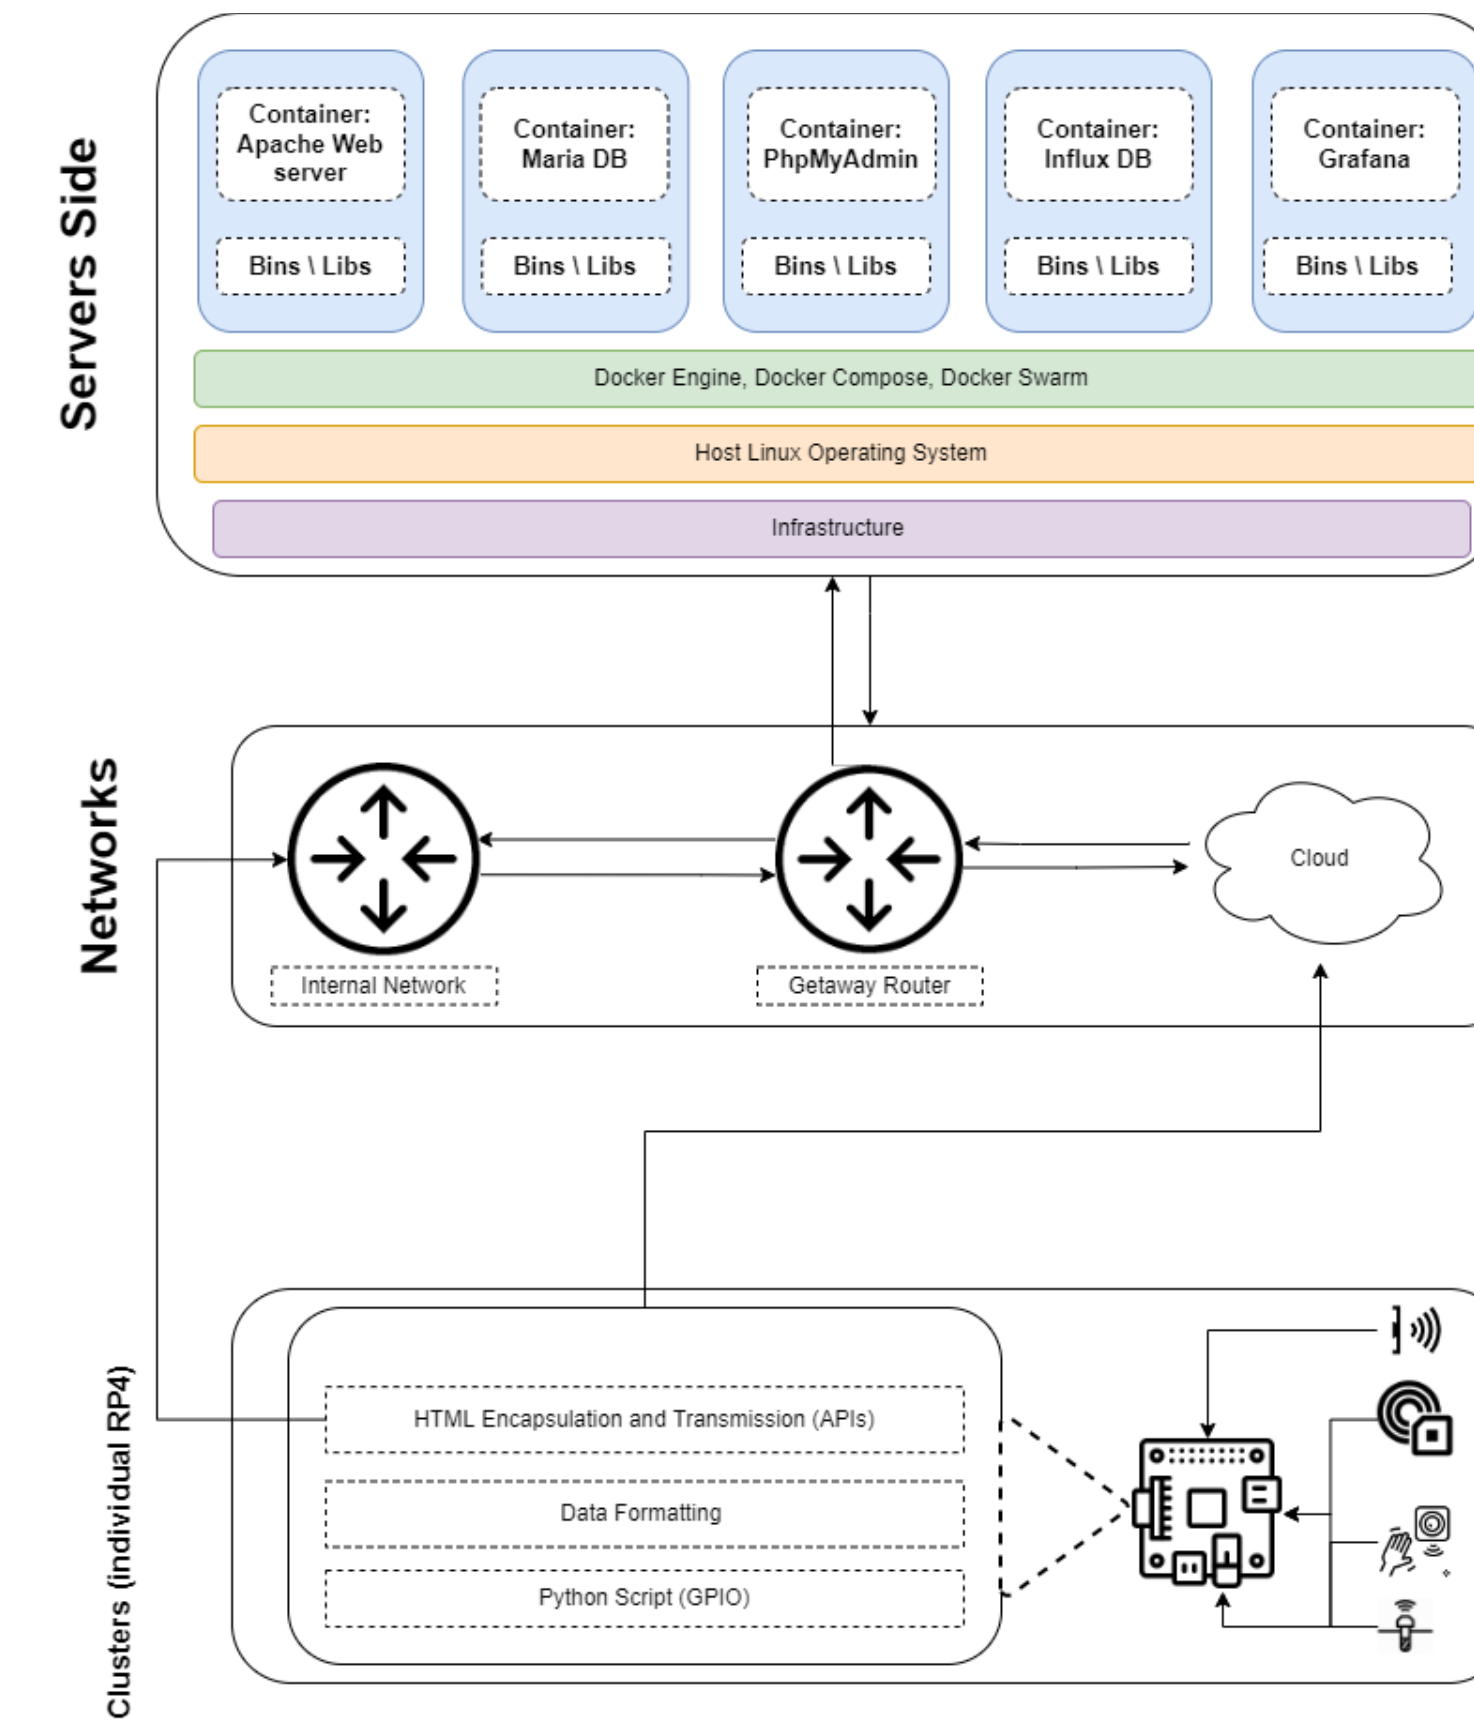 Servers Side
Container:
Apache Web
server
Container:
Maria DB
Container:
PhpMyAdmin
Container:
Influx DB
Container:
Grafana
Bins \ Libs
Bins \ Libs
Bins \ Libs
Bins \ Libs
Bins \ Libs
Docker Engine, Docker Compose, Docker Swarm
Host Linux Operating System
Infrastructure
Networks
Cloud
Internal Network
Getaway Router
Clusters (individual RP4)
HTML Encapsulation and Transmission (APIs)
Data Formatting
Python Script (GPIO)